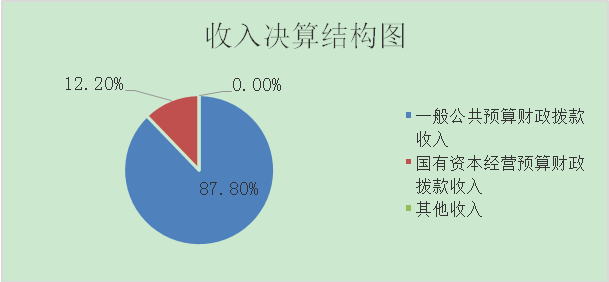 收入决算结构图
12.20%
0.00%
87.80%
一般公共预算财政拨款
收入
国有资本经营预算财政
拨款收入
其他收入